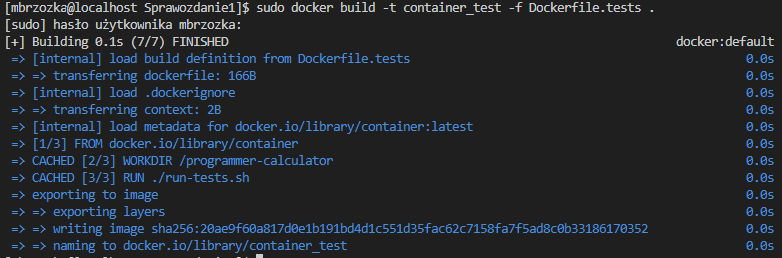 [mbrzozka@localhost Sprawozdanie1]$ sudo docker build -t container_test -f Dockerfile.tests .
[sudo] hasło użytkownika mbrzozka:
[+] Building 0.1s (7/7) FINISHED docker:default
=> [internal] load build definition from Dockerfile.tests 0.0s
=> => transferring dockerfile: 166B 0.0s
=> [internal] load .dockerignore 0.0s
=> => transferring context: 2B 0.0s
=> [internal] load metadata for docker.io/library/container:latest 0.0s
=> [1/3] FROM docker.io/library/container 0.0s
=> CACHED [2/3] WORKDIR /programmer-calculator 0.0s
=> CACHED [3/3] RUN ./run-tests.sh 0.0s
=> exporting to image 0.0s
=> => exporting layers 0.0s
=> => writing image sha256:20ae9f60a817d0e1b191bd4d1c551d35fac62c7158fa7f5ad8c0b33186170352 0.0s
=> => naming to docker.io/library/container_test 0.0s